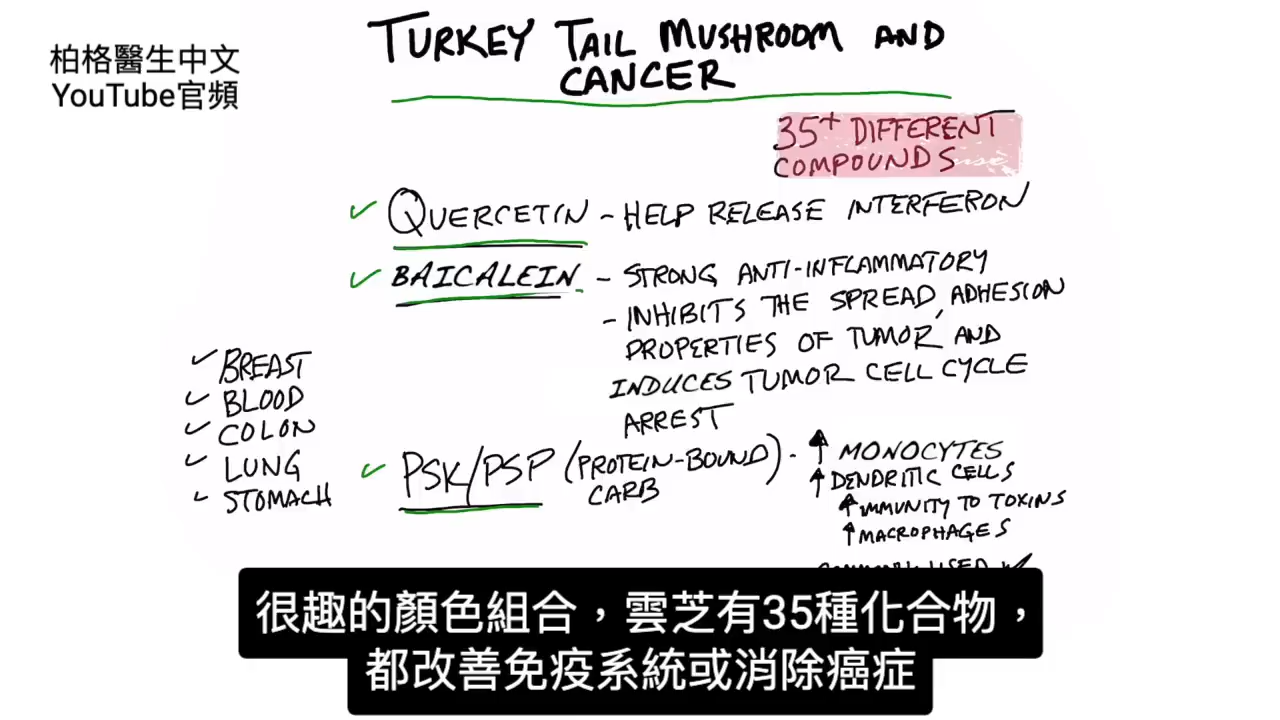 柏格醫生中文
YouTube官頻
TURKEY TAIL MUSHROOM AND
CANCER
35+ DIFFERENT
COMPOUNDS
✓ QUERCETIN - HELP RELEASE INTERFERON
✓ BAICALEIN - STRONG ANTI-INFLAMMATORY
- INHIBITS THE SPREAD, ADHESION
PROPERTIES OF TUMOR, AND
INDUCES TUMOR CELL CYCLE
ARREST
✓ BREAST
✓ BLOOD
✓ COLON
✓ LUNG
✓ STOMACH
✓ PSK/PSP (PROTEIN-BOUND) - ↑ MONOCYTES
CARB
↑ DENDRITIC CELLS
↑ IMMUNITY TO TOXINS
↑ MACROPHAGES
USED ✓
很趣的顏色組合，雲芝有35種化合物，
都改善免疫系統或消除癌症